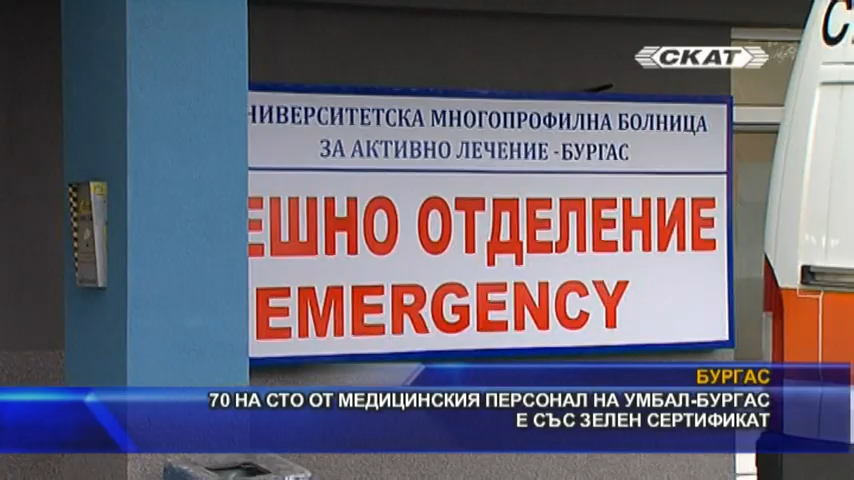 СКАТ
НИВЕРСИТЕТСКА МНОГОПРОФИЛНА БОЛНИЦА
ЗА АКТИВНО ЛЕЧЕНИЕ -БУРГАС
ЕШНО ОТДЕЛЕНИЕ
EMERGENCY
БУРГАС
70 НА СТО ОТ МЕДИЦИНСКИЯ ПЕРСОНАЛ НА УМБАЛ-БУРГАС
Е СЪС ЗЕЛЕН СЕРТИФИКАТ